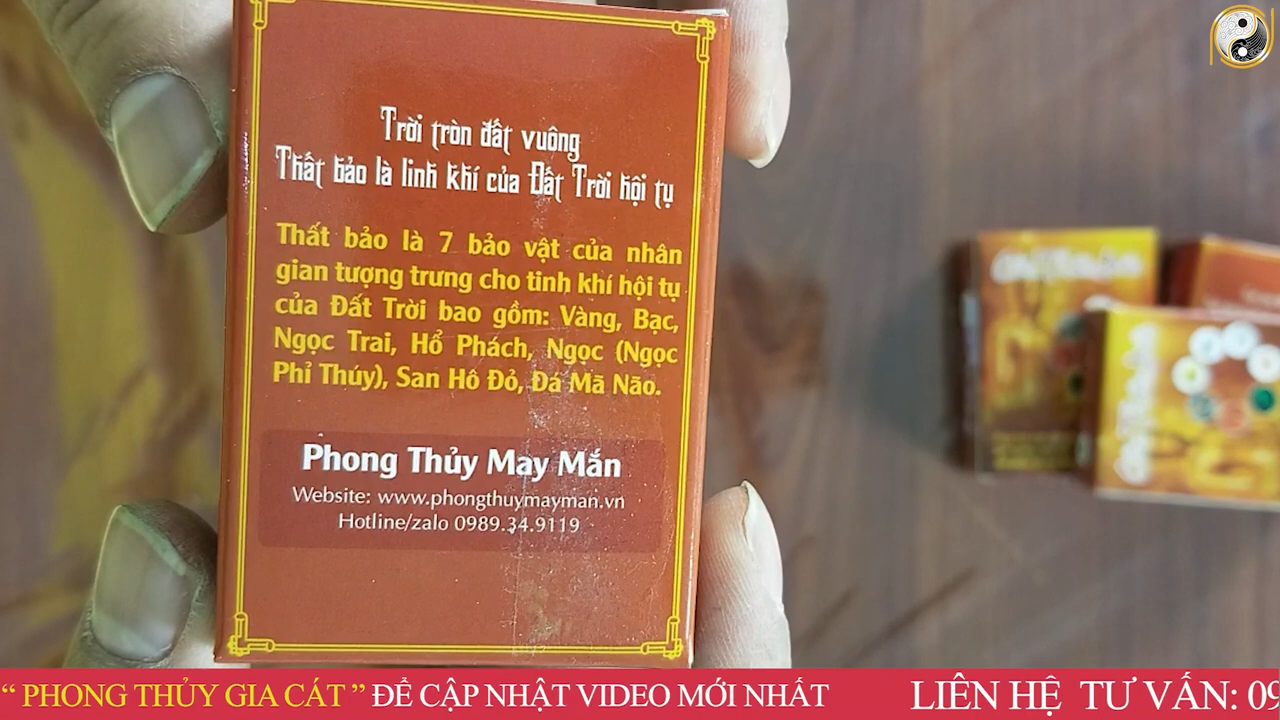 Trời tròn đất vuông
Thất bảo là linh khí của Đất Trời hội tụ
Thất bảo là 7 bảo vật của nhân
gian tượng trưng cho tinh khí hội tụ
của Đất Trời bao gồm: Vàng, Bạc,
Ngọc Trai, Hổ Phách, Ngọc (Ngọc
Phỉ Thúy), San Hô Đỏ, Đá Mã Não.
Phong Thủy May Mắn
Website: www.phongthuymayman.vn
Hotline/zalo 0989.34.9119
“ PHONG THỦY GIA CÁT ” ĐỂ CẬP NHẬT VIDEO MỚI NHẤT LIÊN HỆ TƯ VẤN: 09